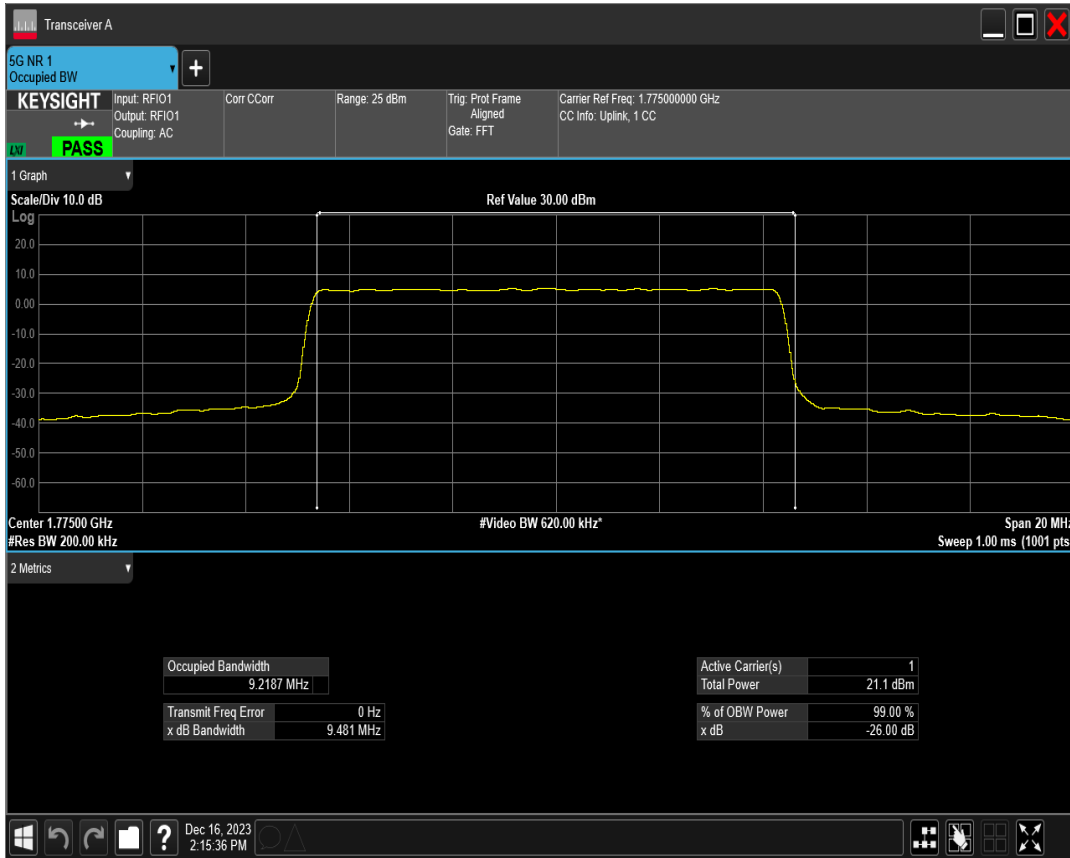 Transceiver A
5G NR 1
Occupied BW
KEYSIGHT
LXI
PASS
Input: RFIO1
Output: RFIO1
Coupling: AC
Corr CCorr
Range: 25 dBm
Trig: Prot Frame
Aligned
Gate: FFT
Carrier Ref Freq: 1.775000000 GHz
CC Info: Uplink, 1 CC
1 Graph
Scale/Div 10.0 dB
Ref Value 30.00 dBm
Log
20.0
10.0
0.00
-10.0
-20.0
-30.0
-40.0
-50.0
-60.0
Center 1.77500 GHz
#Video BW 620.00 kHz*
Span 20 MHz
#Res BW 200.00 kHz
Sweep 1.00 ms (1001 pts
2 Metrics
Occupied Bandwidth
9.2187 MHz
Transmit Freq Error 0 Hz
x dB Bandwidth 9.481 MHz
Active Carrier(s) 1
Total Power 21.1 dBm
% of OBW Power 99.00 %
x dB -26.00 dB
?
Dec 16, 2023
2:15:36 PM